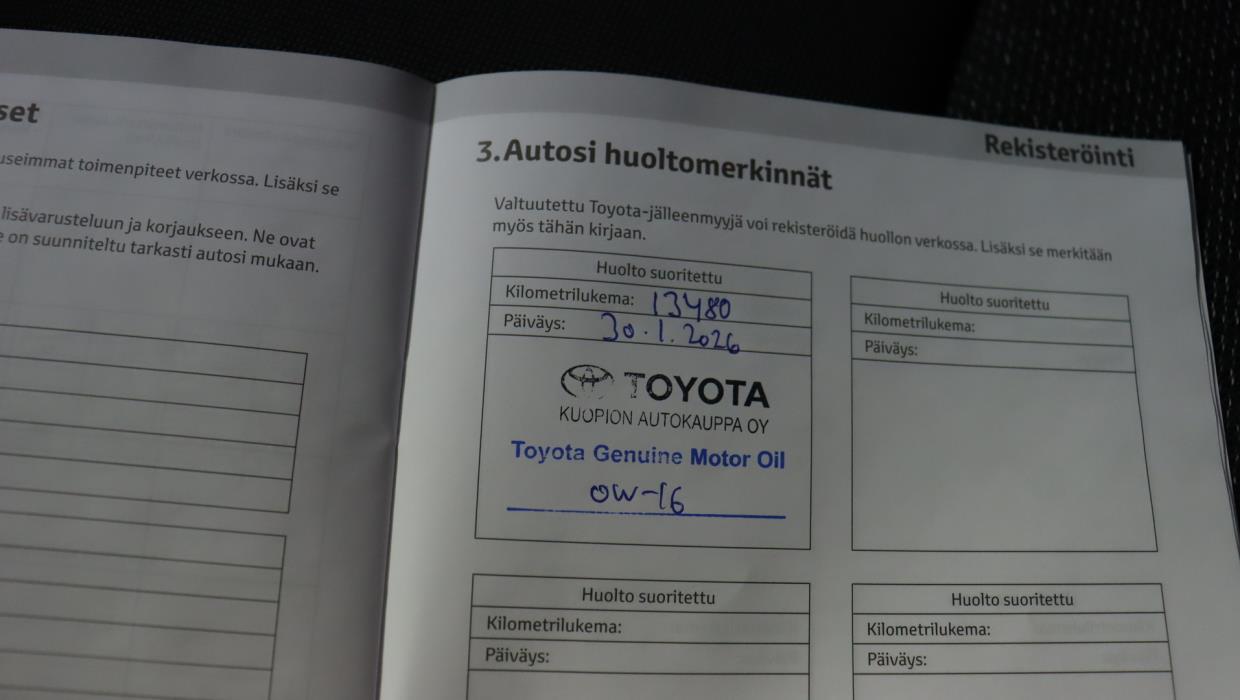 set
useimmat toimenpiteet verkossa. Lisäksi se
lisävarusteluun ja korjaukseen. Ne ovat
on suunniteltu tarkasti autosi mukaan.
Rekisteröinti
3.Autosi huoltomerkinnät
Valtuutettu Toyota-jälleenmyyjä voi rekisteröidä huollon verkossa. Lisäksi se merkitään
myös tähän kirjaan.
Huolto suoritettu
Kilometrilukema: 13480
Päiväys: 30.1.2026
TOYOTA
KUOPION AUTOKAUPPA OY
Toyota Genuine Motor Oil
0W-16
Huolto suoritettu
Kilometrilukema:
Päiväys:
Huolto suoritettu
Kilometrilukema:
Päiväys:
Huolto suoritettu
Kilometrilukema:
Päiväys: